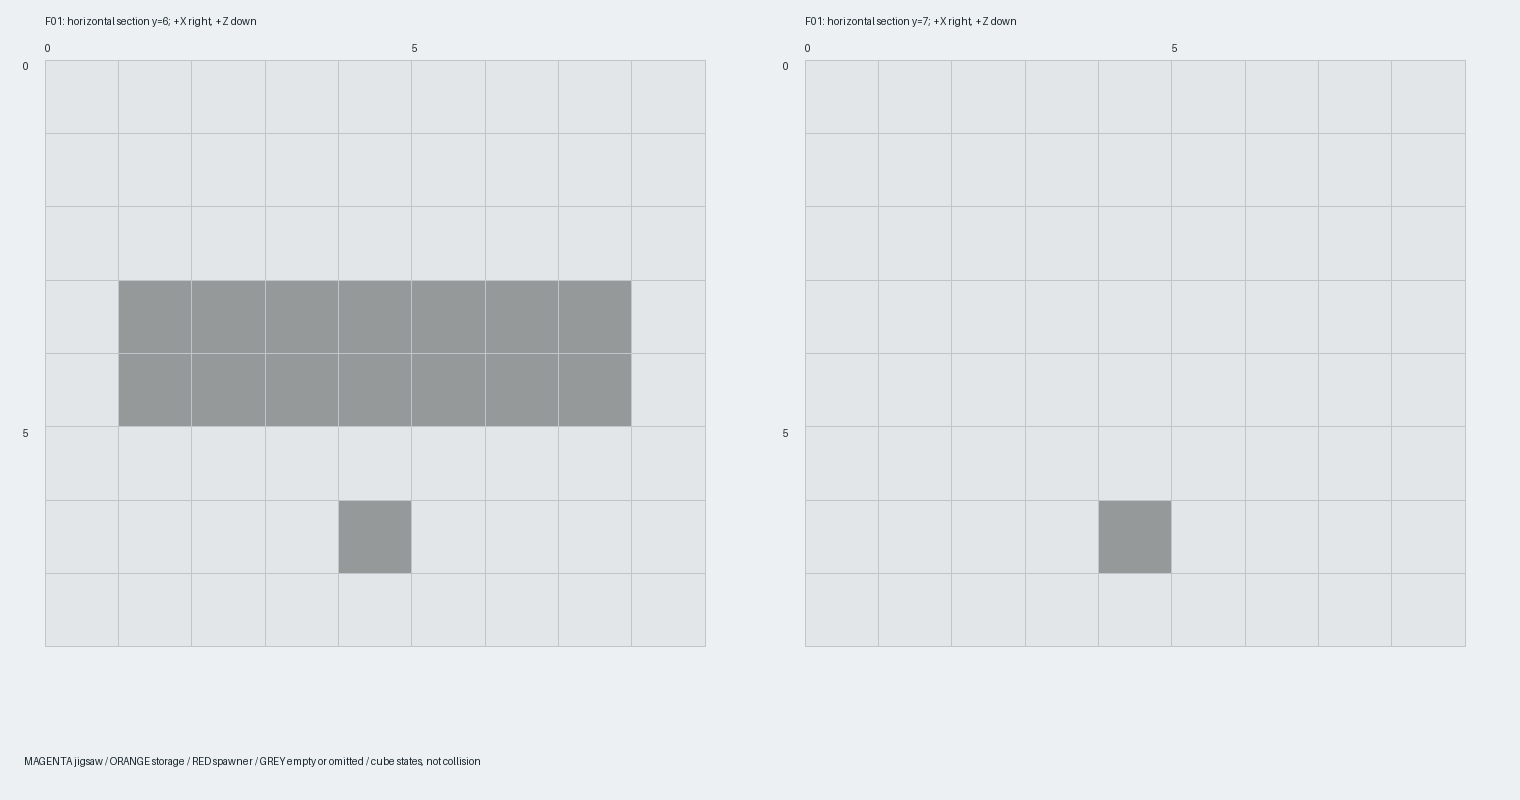 F01: horizontal section y=6; +X right, +Z down
F01: horizontal section y=7; +X right, +Z down
0 5
0 5
0
0
5
5
MAGENTA jigsaw / ORANGE storage / RED spawner / GREY empty or omitted / cube states, not collision